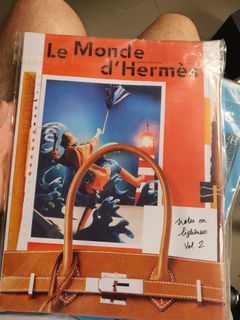 Le Monde
d'Hermès
Notes on
lightness
Vol. 2